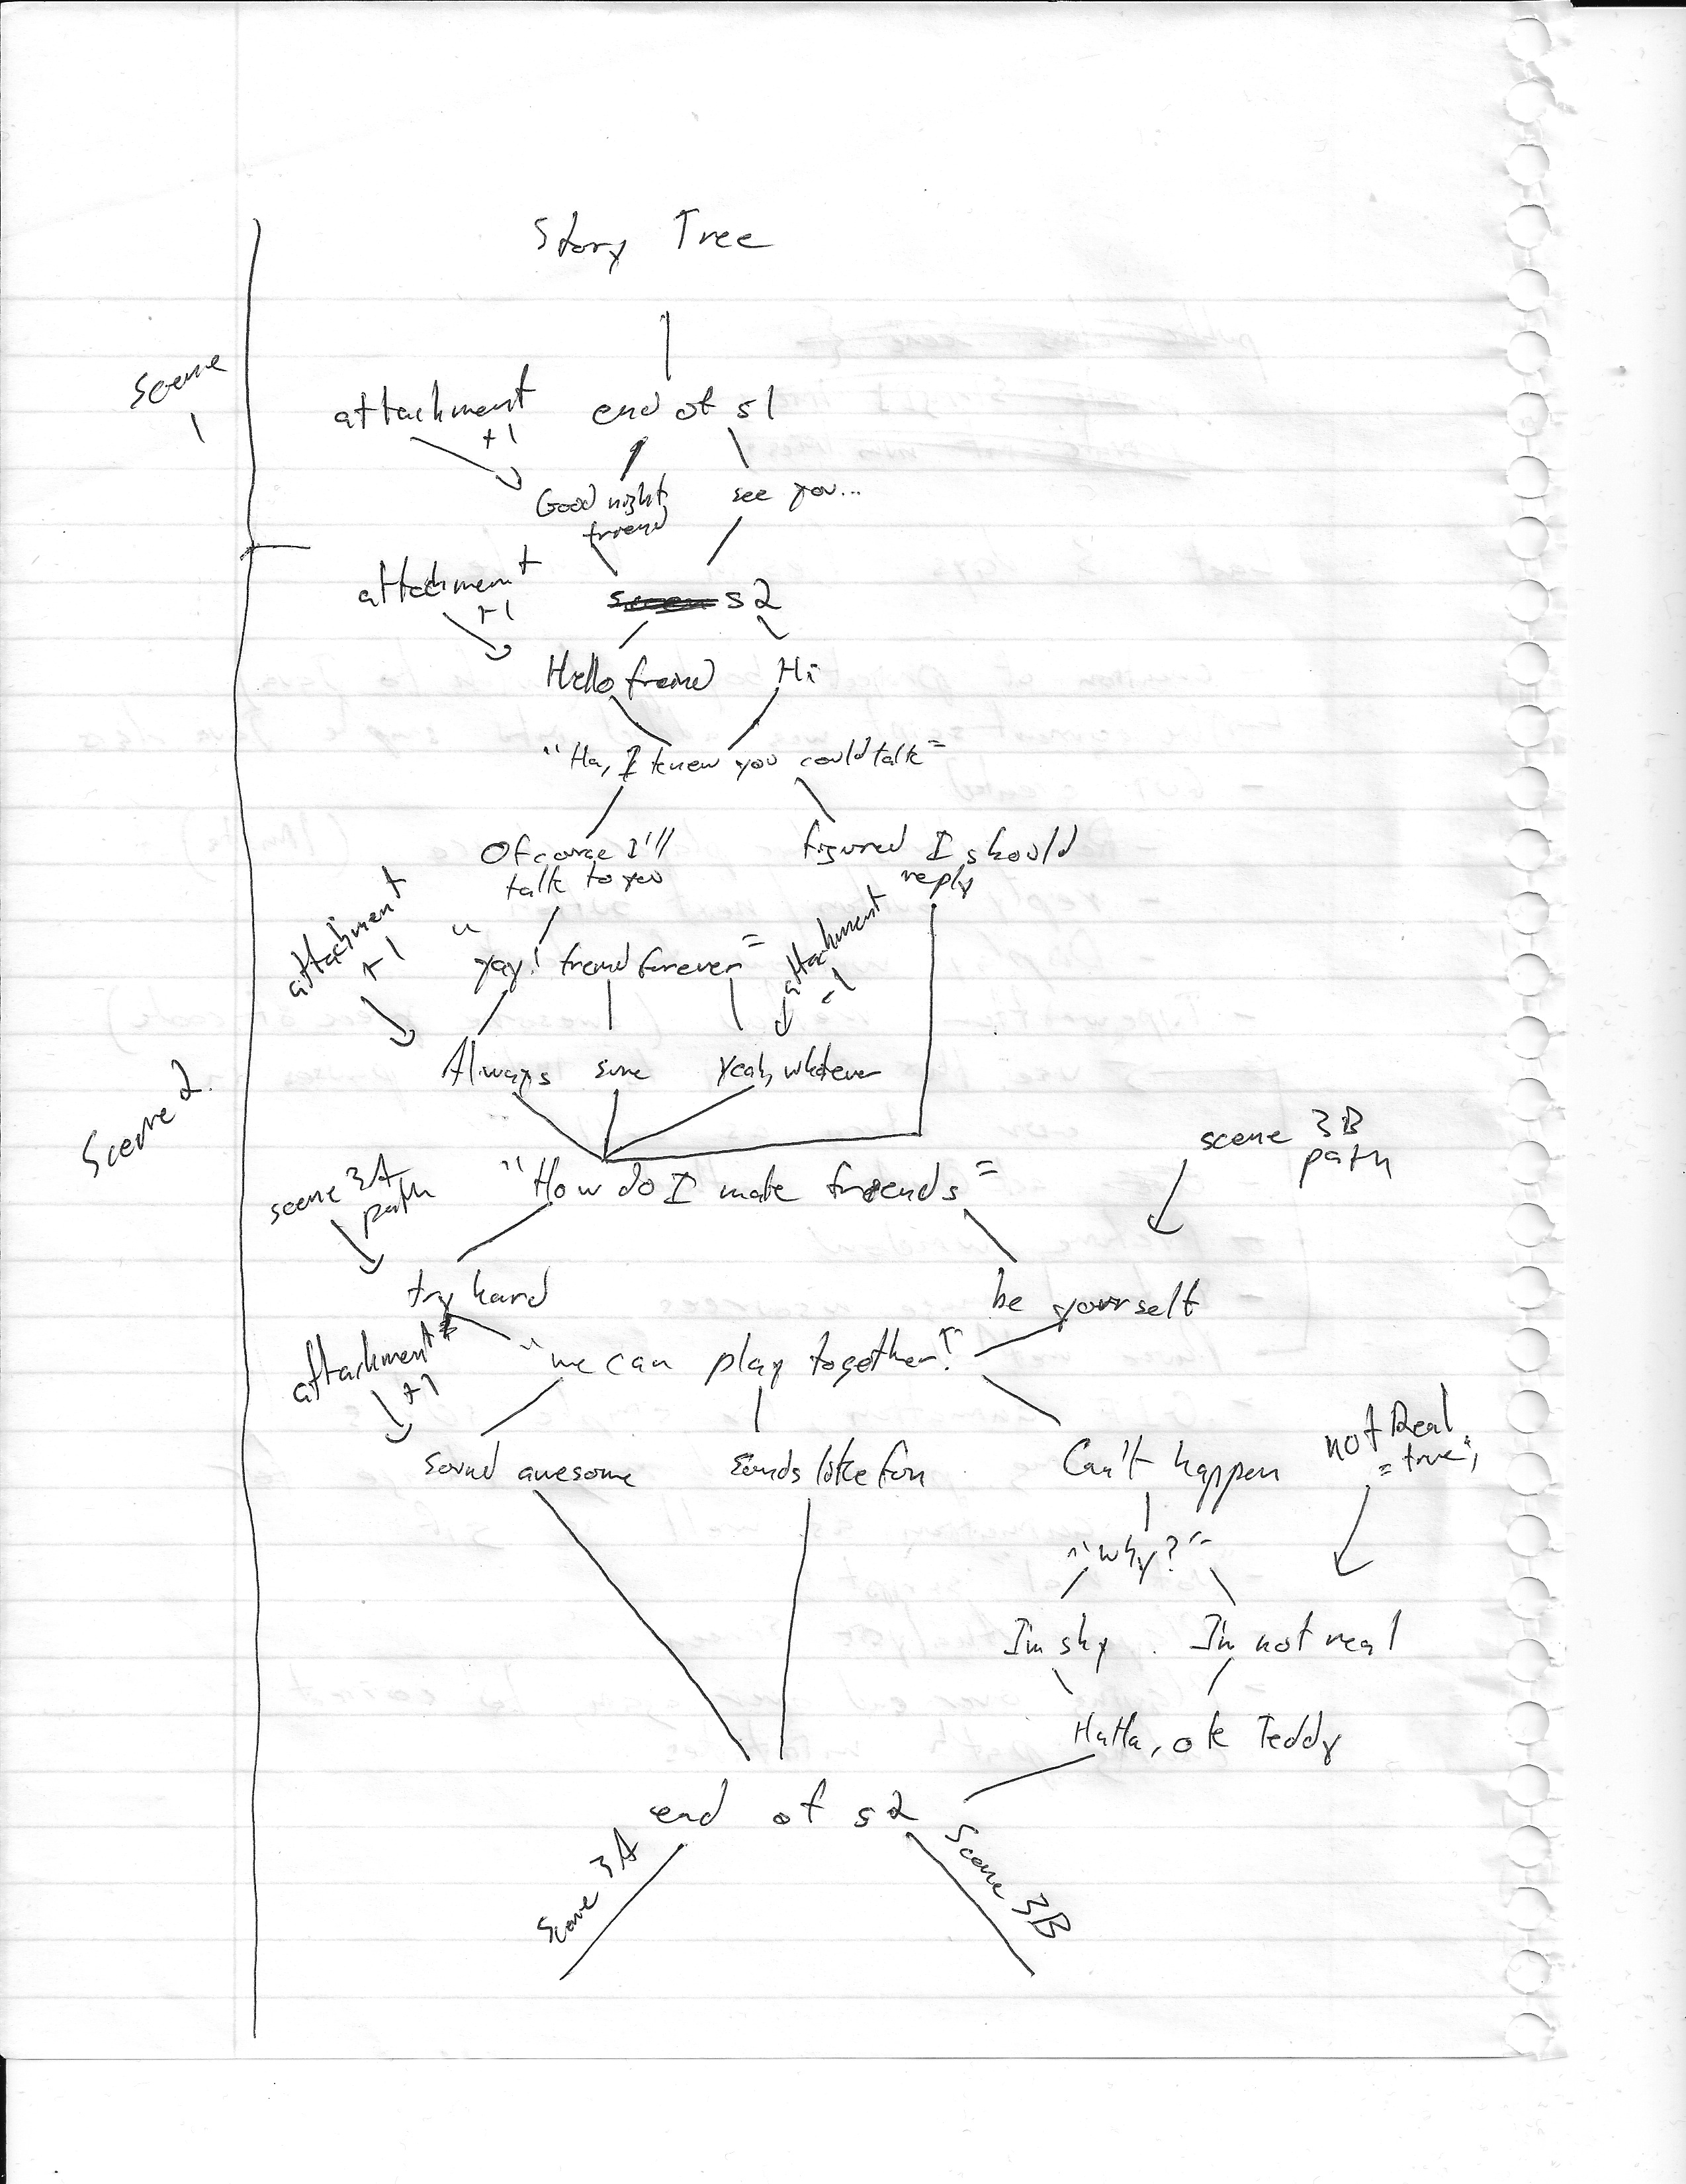 Story Tree
scene
1
attachment
+1
end of s1
Good night,
friend
see you...
attachment
+1
s2
Hello freind
Hi
"Ha, I knew you could talk"
Of course I'll
talk to you
figured I should
reply
attachment
+1
"yay! freind forever"
attachment
-1
Always
sure
yeah, whatever
Scene 2
scene 3A
path
"How do I make friends"
scene 3B
path
try hard
be yourself
attachment
+1
"we can play together!"
sound awesome
Sounds like fun
Can't happen
not Real
= true;
"why?"
I'm shy
I'm not real
HaHa, ok Teddy
end of s2
Scene 3A
Scene 3B